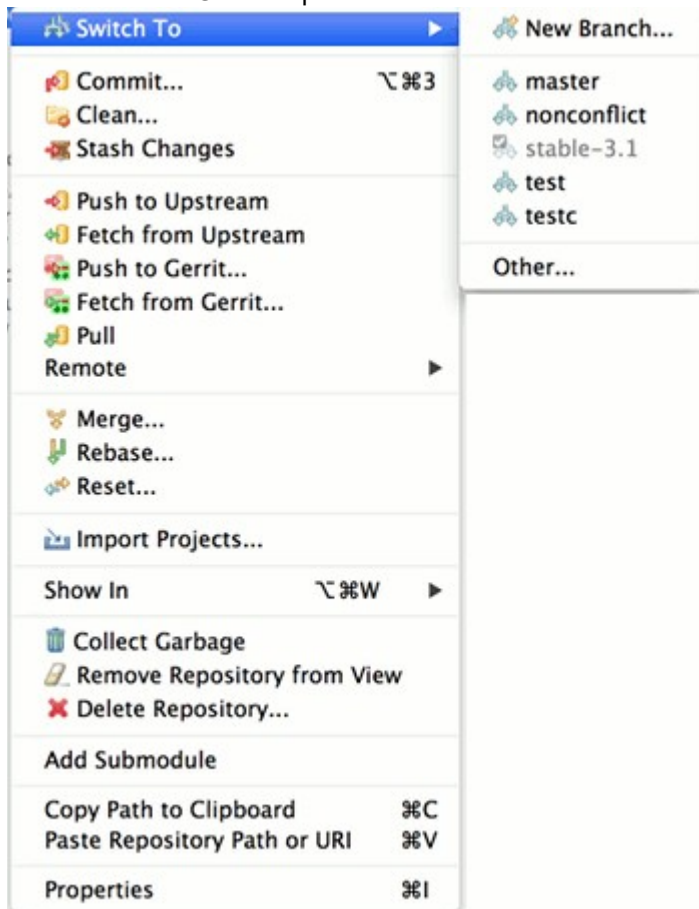 Switch To
Commit... ⌥⌘3
Clean...
Stash Changes
Push to Upstream
Fetch from Upstream
Push to Gerrit...
Fetch from Gerrit...
Pull
Remote
Merge...
Rebase...
Reset...
Import Projects...
Show In ⌥⌘W
Collect Garbage
Remove Repository from View
Delete Repository...
Add Submodule
Copy Path to Clipboard ⌘C
Paste Repository Path or URI ⌘V
Properties ⌘I
New Branch...
master
nonconflict
stable-3.1
test
testc
Other...